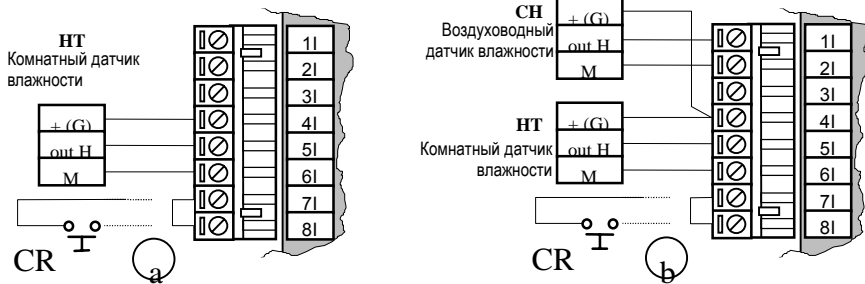 HT
Комнатный датчик
влажности
+ (G)
out H
M
1I
2I
3I
4I
5I
6I
7I
8I
CR
a
CH
Воздуховодный
датчик влажности
+ (G)
out H
M
HT
Комнатный датчик
влажности
+ (G)
out H
M
1I
2I
3I
4I
5I
6I
7I
8I
CR
b